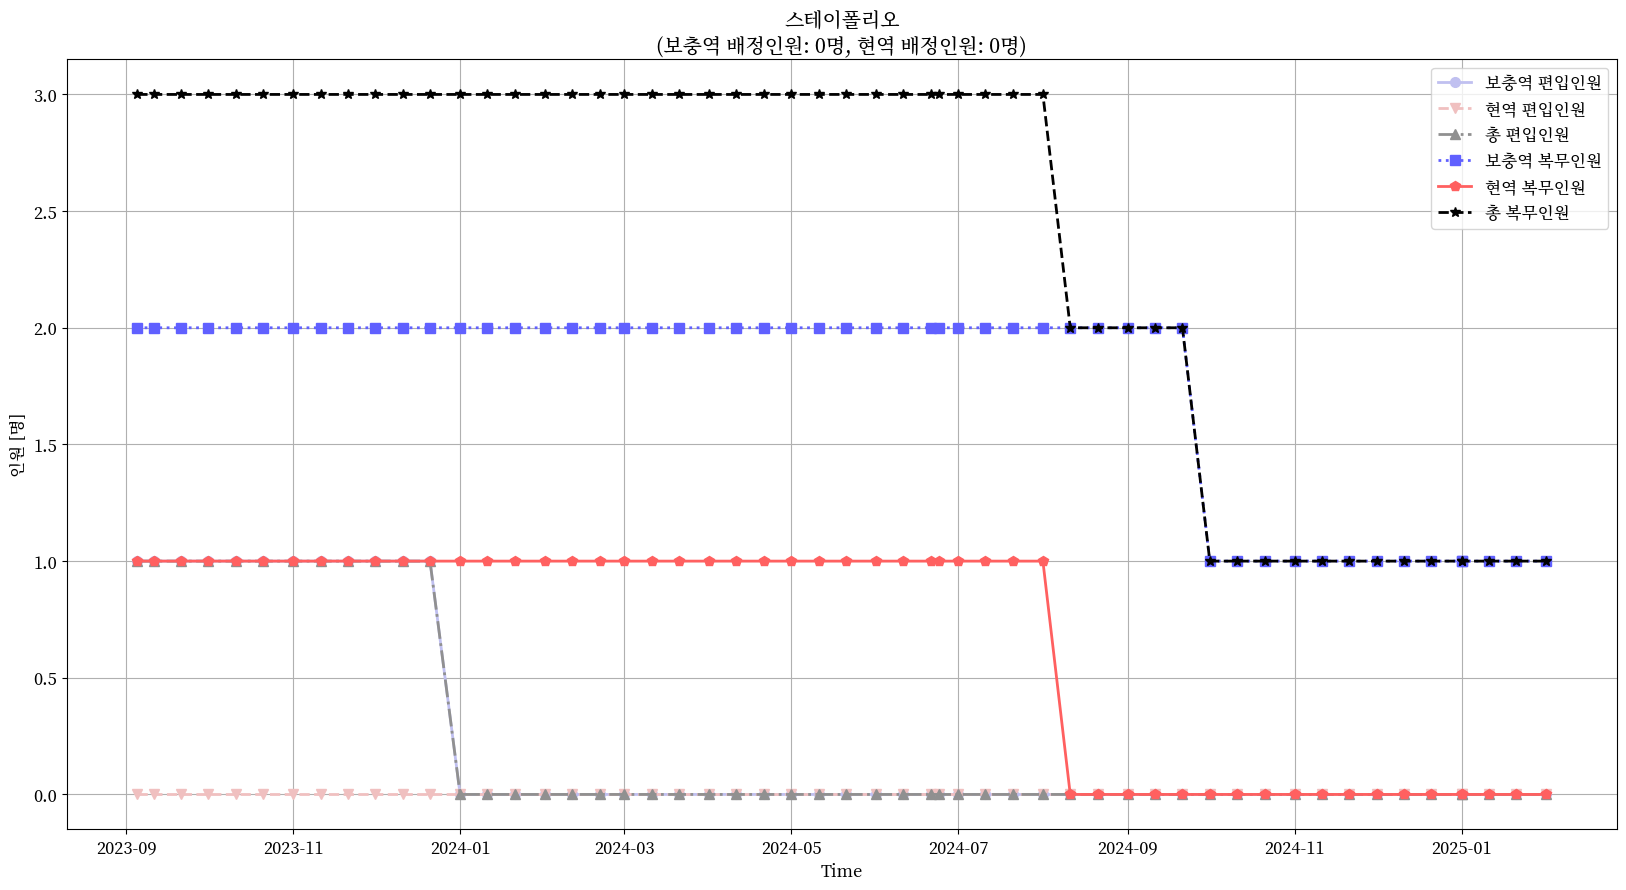 스테이폴리오
(보충역 배정인원: 0명, 현역 배정인원: 0명)
보충역 편입인원
현역 편입인원
총 편입인원
보충역 복무인원
현역 복무인원
총 복무인원
인원 [명]
3.0
2.5
2.0
1.5
1.0
0.5
0.0
2023-09
2023-11
2024-01
2024-03
2024-05
2024-07
2024-09
2024-11
2025-01
Time